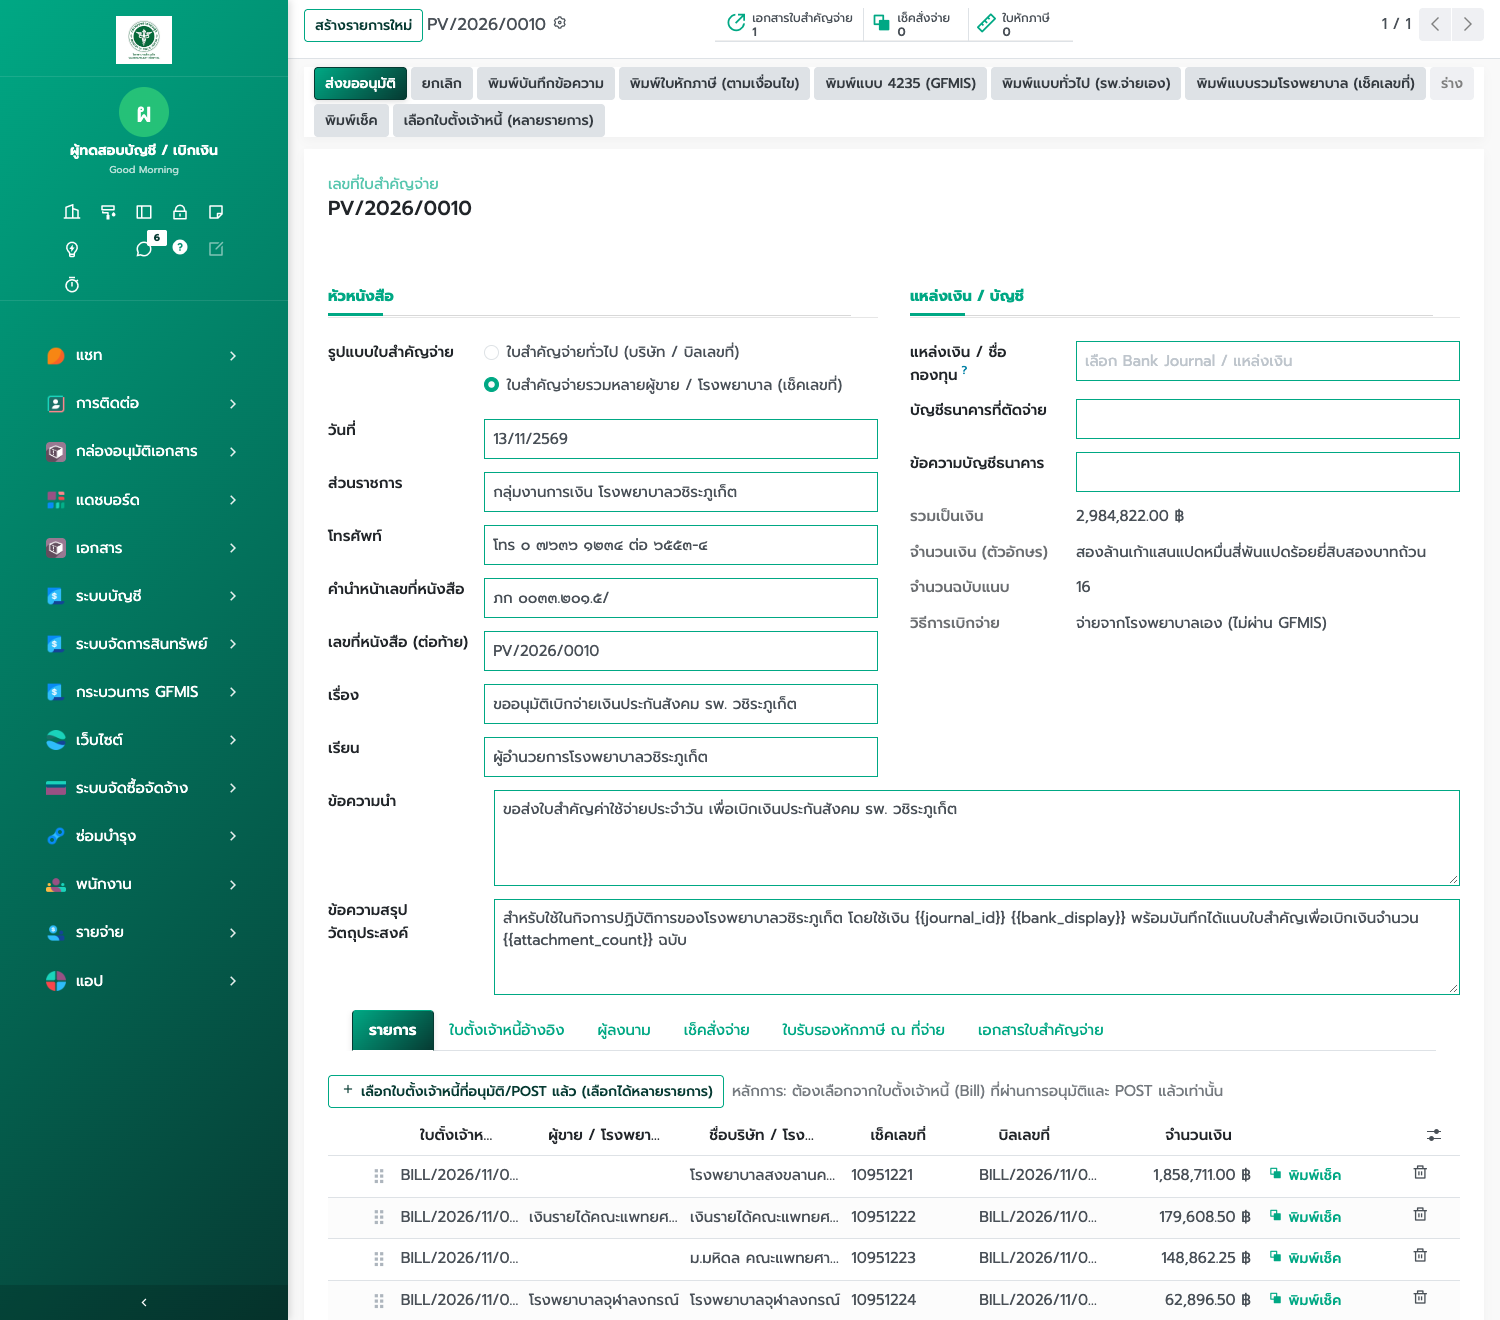 สร้างรายการใหม่ PV/2026/0010
เอกสารใบสำคัญจ่าย 1
เช็คสั่งจ่าย 0
ใบหักภาษี 0
1 / 1
ส่งขออนุมัติ ยกเลิก พิมพ์บันทึกข้อความ พิมพ์ใบหักภาษี (ตามเงื่อนไข) พิมพ์แบบ 4235 (GFMIS) พิมพ์แบบทั่วไป (รพ.จ่ายเอง) พิมพ์แบบรวมโรงพยาบาล (เช็คเลขที่) ร่าง
พิมพ์เช็ค เลือกใบตั้งเจ้าหนี้ (หลายรายการ)
ผ
ผู้ทดสอบบัญชี / เบิกเงิน
Good Morning
6
แชท
การติดต่อ
กล่องอนุมัติเอกสาร
แดชบอร์ด
เอกสาร
ระบบบัญชี
ระบบจัดการสินทรัพย์
กระบวนการ GFMIS
เว็บไซต์
ระบบจัดซื้อจัดจ้าง
ซ่อมบำรุง
พนักงาน
รายจ่าย
แอป
เลขที่ใบสำคัญจ่าย
PV/2026/0010
หัวหนังสือ
รูปแบบใบสำคัญจ่าย ใบสำคัญจ่ายทั่วไป (บริษัท / บิลเลขที่)
ใบสำคัญจ่ายรวมหลายผู้ขาย / โรงพยาบาล (เช็คเลขที่)
วันที่ 13/11/2569
ส่วนราชการ กลุ่มงานการเงิน โรงพยาบาลวชิระภูเก็ต
โทรศัพท์ โทร ๐ ๗๖๓๖ ๑๒๓๔ ต่อ ๖๕๕๓-๔
คำนำหน้าเลขที่หนังสือ ภก ๐๐๓๓.๒๐๑.๕/
เลขที่หนังสือ (ต่อท้าย) PV/2026/0010
เรื่อง ขออนุมัติเบิกจ่ายเงินประกันสังคม รพ. วชิระภูเก็ต
เรียน ผู้อำนวยการโรงพยาบาลวชิระภูเก็ต
แหล่งเงิน / บัญชี
แหล่งเงิน / ชื่อ
กองทุน ? เลือก Bank Journal / แหล่งเงิน
บัญชีธนาคารที่ตัดจ่าย
ข้อความบัญชีธนาคาร
รวมเป็นเงิน 2,984,822.00 ฿
จำนวนเงิน (ตัวอักษร) สองล้านเก้าแสนแปดหมื่นสี่พันแปดร้อยยี่สิบสองบาทถ้วน
จำนวนฉบับแนบ 16
วิธีการเบิกจ่าย จ่ายจากโรงพยาบาลเอง (ไม่ผ่าน GFMIS)
ข้อความนำ ขอส่งใบสำคัญค่าใช้จ่ายประจำวัน เพื่อเบิกเงินประกันสังคม รพ. วชิระภูเก็ต
ข้อความสรุป
วัตถุประสงค์
สำหรับใช้ในกิจการปฏิบัติการของโรงพยาบาลวชิระภูเก็ต โดยใช้เงิน {{journal_id}} {{bank_display}} พร้อมบันทึกได้แนบใบสำคัญเพื่อเบิกเงินจำนวน
{{attachment_count}} ฉบับ
รายการ ใบตั้งเจ้าหนี้อ้างอิง ผู้ลงนาม เช็คสั่งจ่าย ใบรับรองหักภาษี ณ ที่จ่าย เอกสารใบสำคัญจ่าย
+ เลือกใบตั้งเจ้าหนี้ที่อนุมัติ/POST แล้ว (เลือกได้หลายรายการ) หลักการ: ต้องเลือกจากใบตั้งเจ้าหนี้ (Bill) ที่ผ่านการอนุมัติและ POST แล้วเท่านั้น
ใบตั้งเจ้าห... ผู้ขาย / โรงพยา... ชื่อบริษัท / โรง... เช็คเลขที่ บิลเลขที่ จำนวนเงิน
BILL/2026/11/0... โรงพยาบาลสงขลานค... 10951221 BILL/2026/11/0... 1,858,711.00 ฿ พิมพ์เช็ค
BILL/2026/11/0... เงินรายได้คณะแพทยศ... เงินรายได้คณะแพทยศ... 10951222 BILL/2026/11/0... 179,608.50 ฿ พิมพ์เช็ค
BILL/2026/11/0... ม.มหิดล คณะแพทยศา... 10951223 BILL/2026/11/0... 148,862.25 ฿ พิมพ์เช็ค
BILL/2026/11/0... โรงพยาบาลจุฬาลงกรณ์ โรงพยาบาลจุฬาลงกรณ์ 10951224 BILL/2026/11/0... 62,896.50 ฿ พิมพ์เช็ค